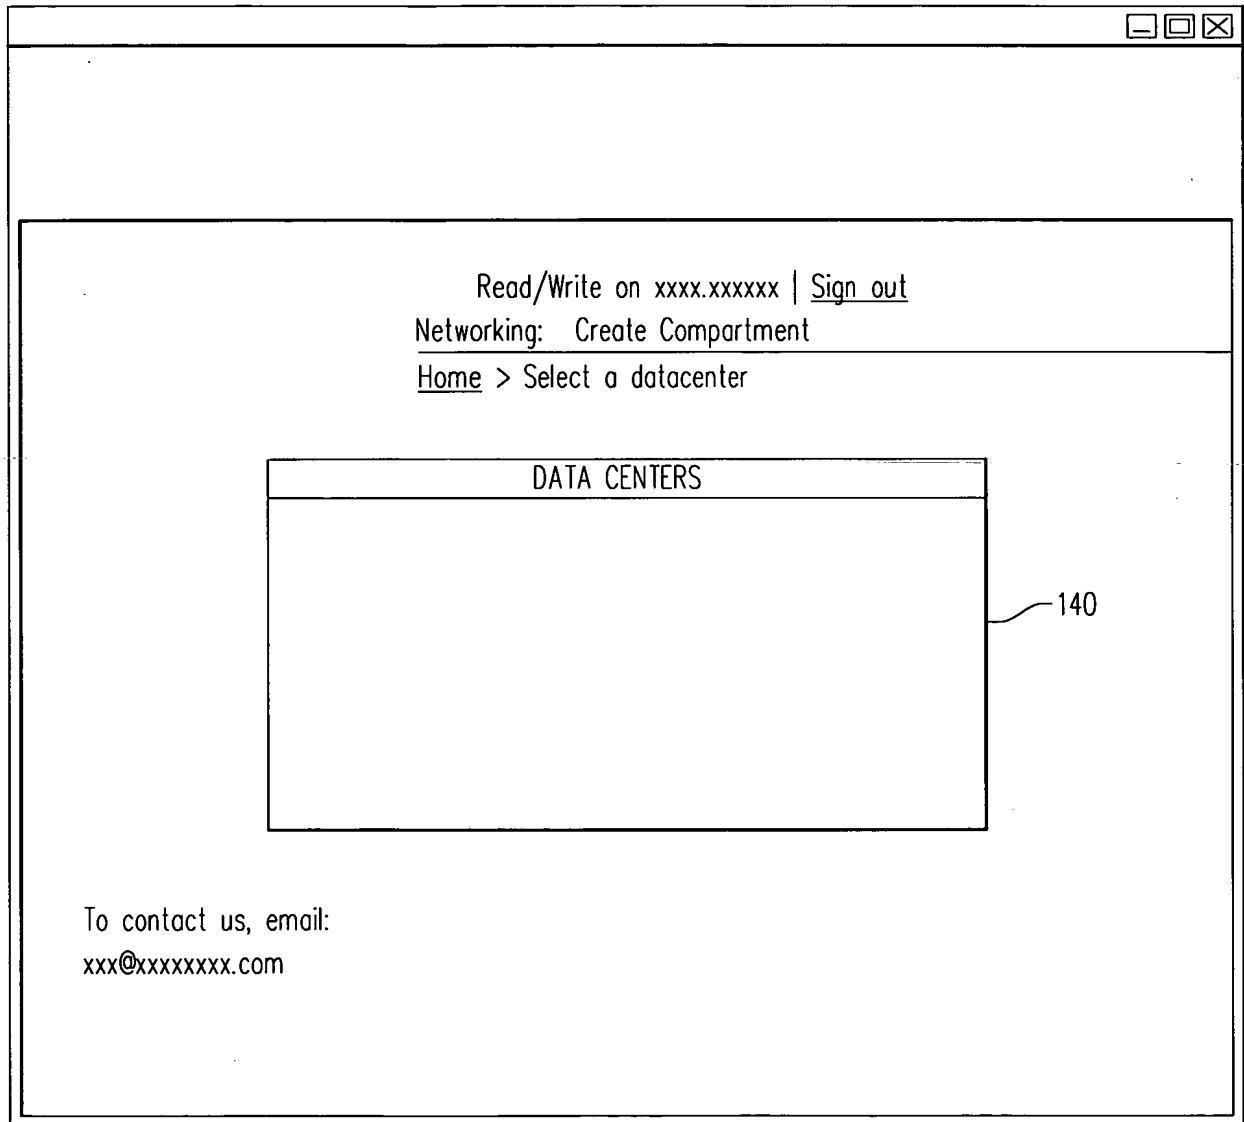 Read/Write on xxxx.xxxxxx | Sign out
Networking: Create Compartment
Home > Select a datacenter
DATA CENTERS
140
To contact us, email:
xxx@xxxxxxxx.com